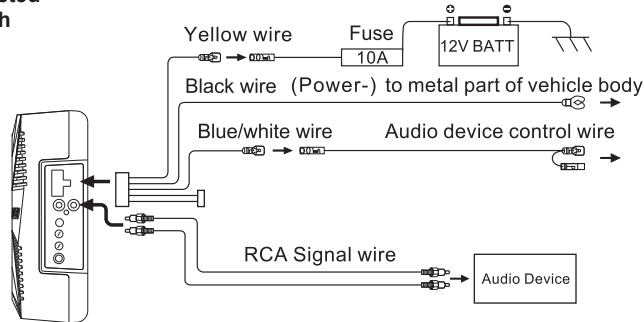 Yellow wire
Fuse
10A
12V BATT
Black wire (Power-) to metal part of vehicle body
Blue/white wire
Audio device control wire
RCA Signal wire
Audio Device